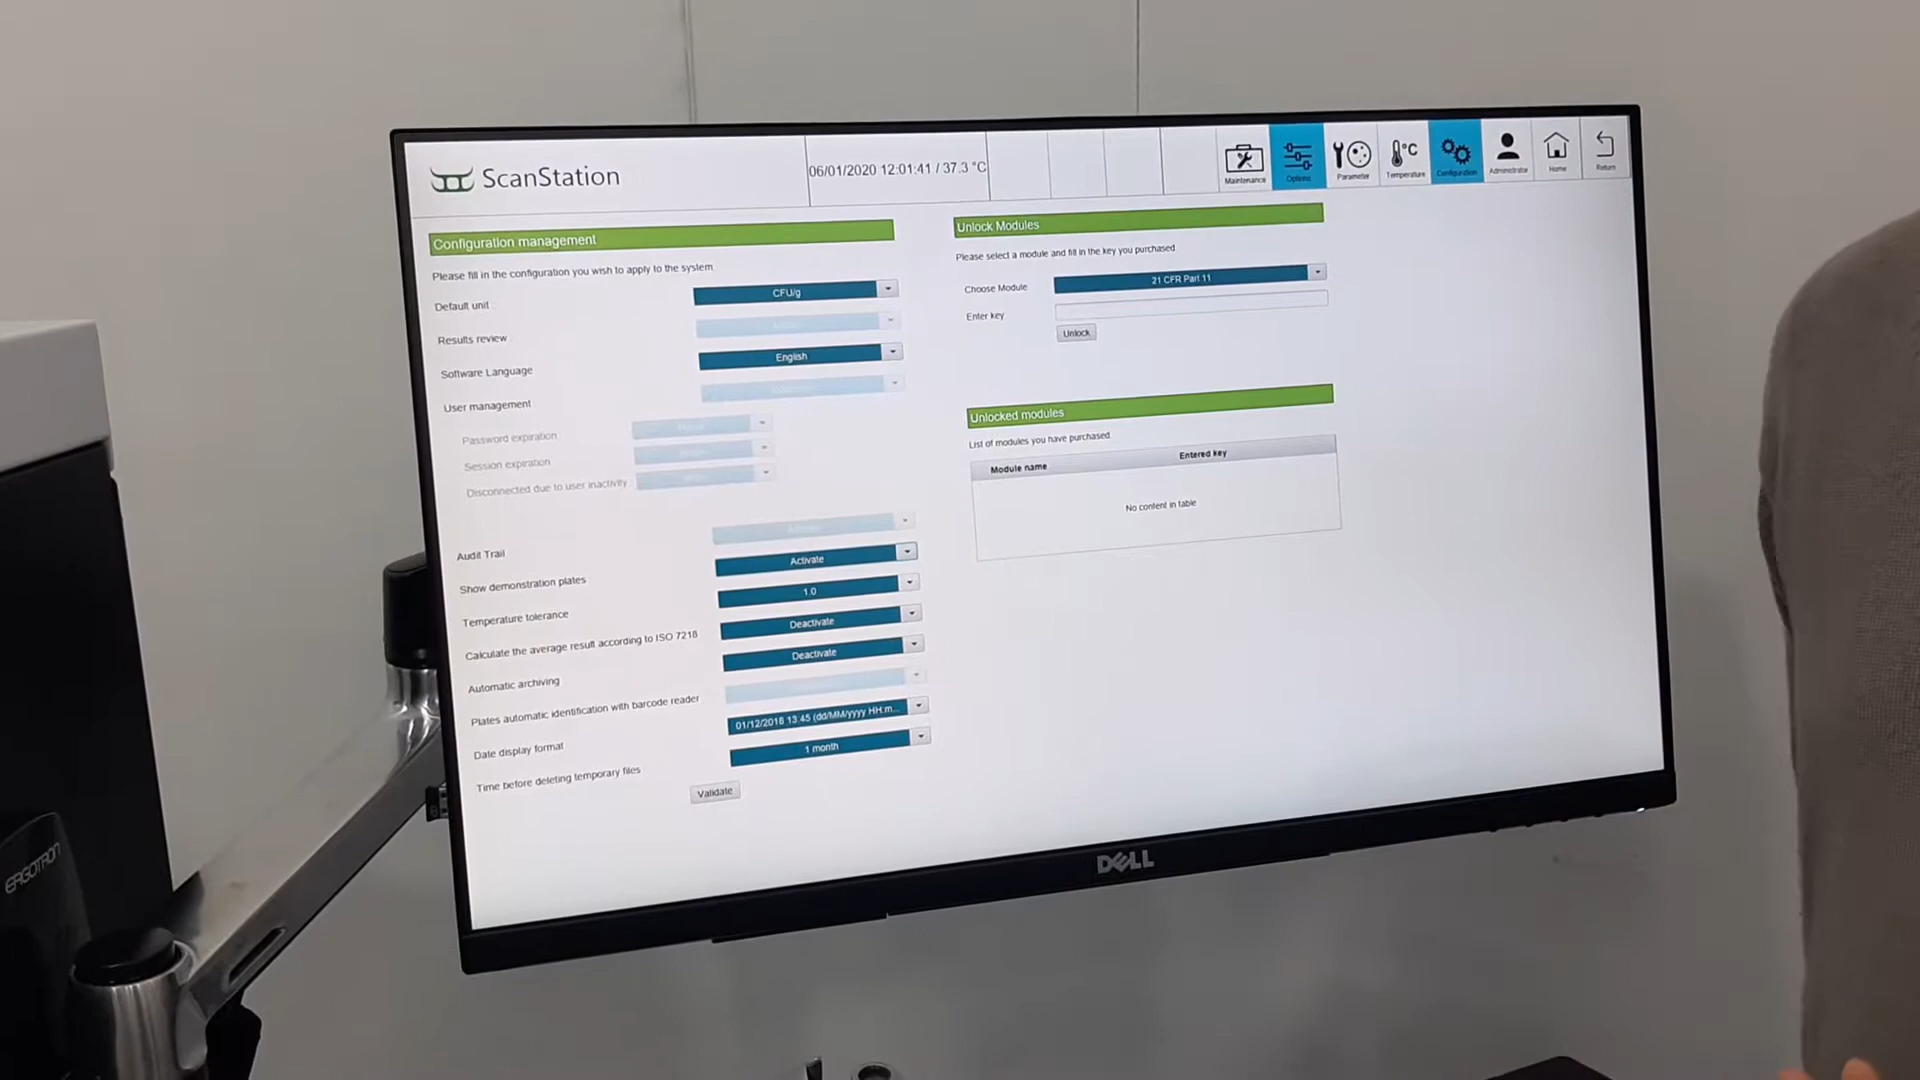 ScanStation
06/01/2020 12:01:41 / 37.3 °C
Maintenance
Options
Parameter
°C
Temperature
Configuration
Administrator
Home
Return
Configuration management
Please fill in the configuration you wish to apply to the system
Default unit :
CFU/g
Results review
Software Language
English
User management
Password expiration
Session expiration
Disconnected due to user inactivity :
Audit Trail
Show demonstration plates
Activate
Temperature tolerance
1.0
Calculate the average result according to ISO 7218
Deactivate
Automatic archiving
Deactivate
Plates automatic identification with barcode reader
Date display format
01/12/2018 13:45 (dd/MM/yyyy HH:m...
Time before deleting temporary files
1 month
Validate
Unlock Modules
Please select a module and fill in the key you purchased
Choose Module
21 CFR Part 11
Enter key
Unlock
Unlocked modules
List of modules you have purchased
Module name Entered key
No content in table
DELL
ERGOTRON